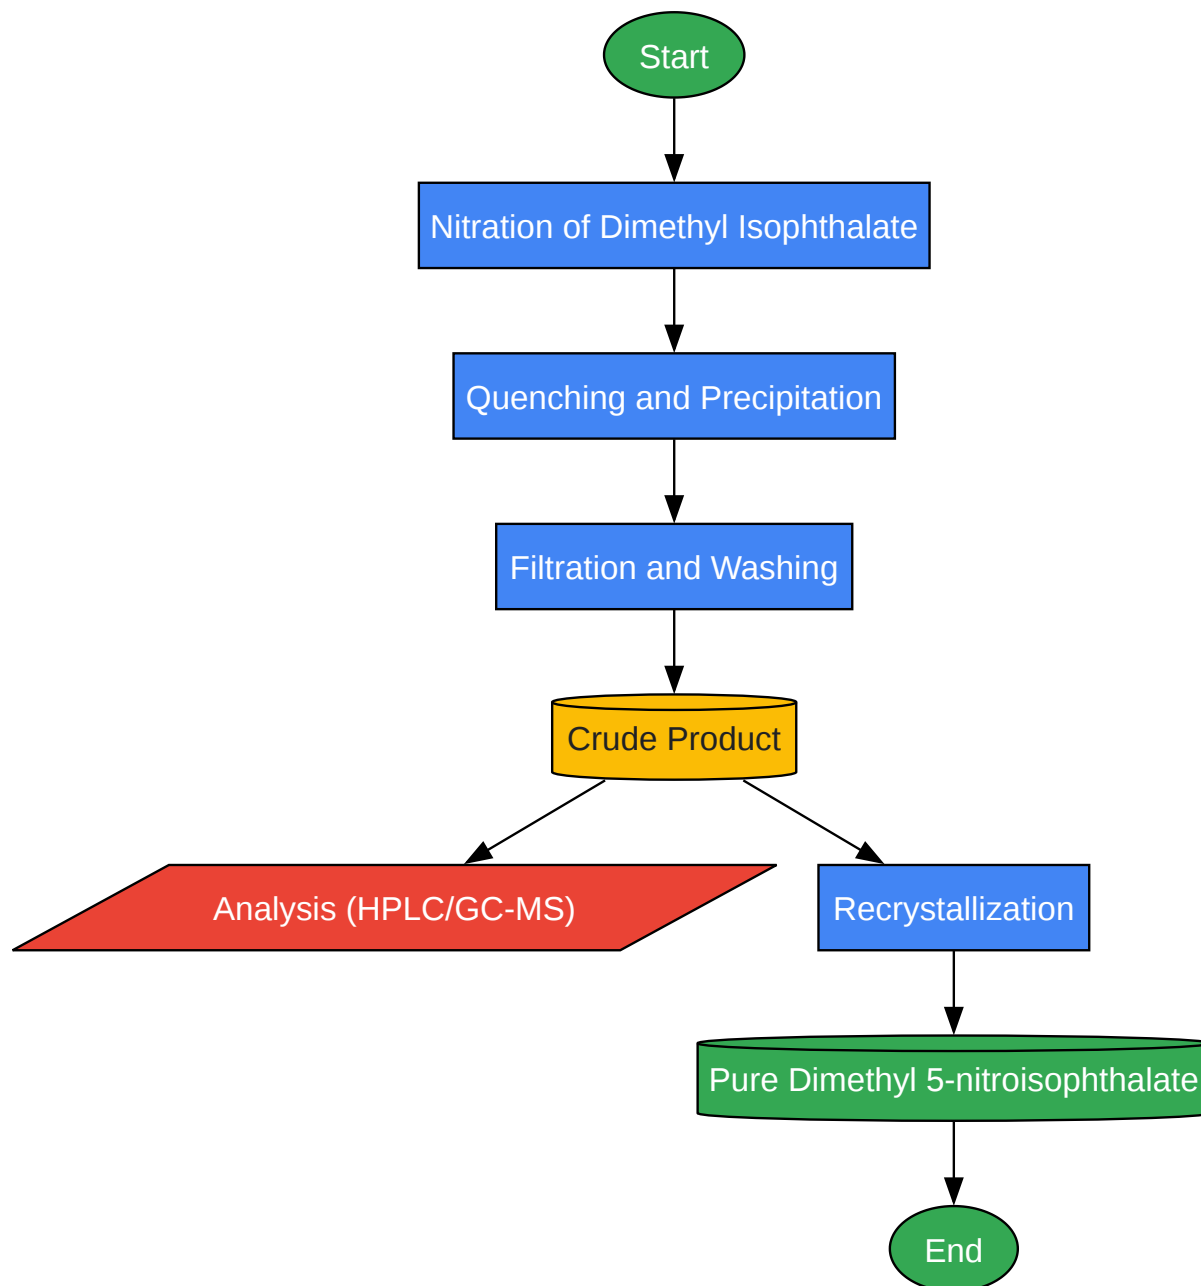 Start
Nitration of Dimethyl Isophthalate
Quenching and Precipitation
Filtration and Washing
Crude Product
Analysis (HPLC/GC-MS)
Recrystallization
Pure Dimethyl 5-nitroisophthalate
End